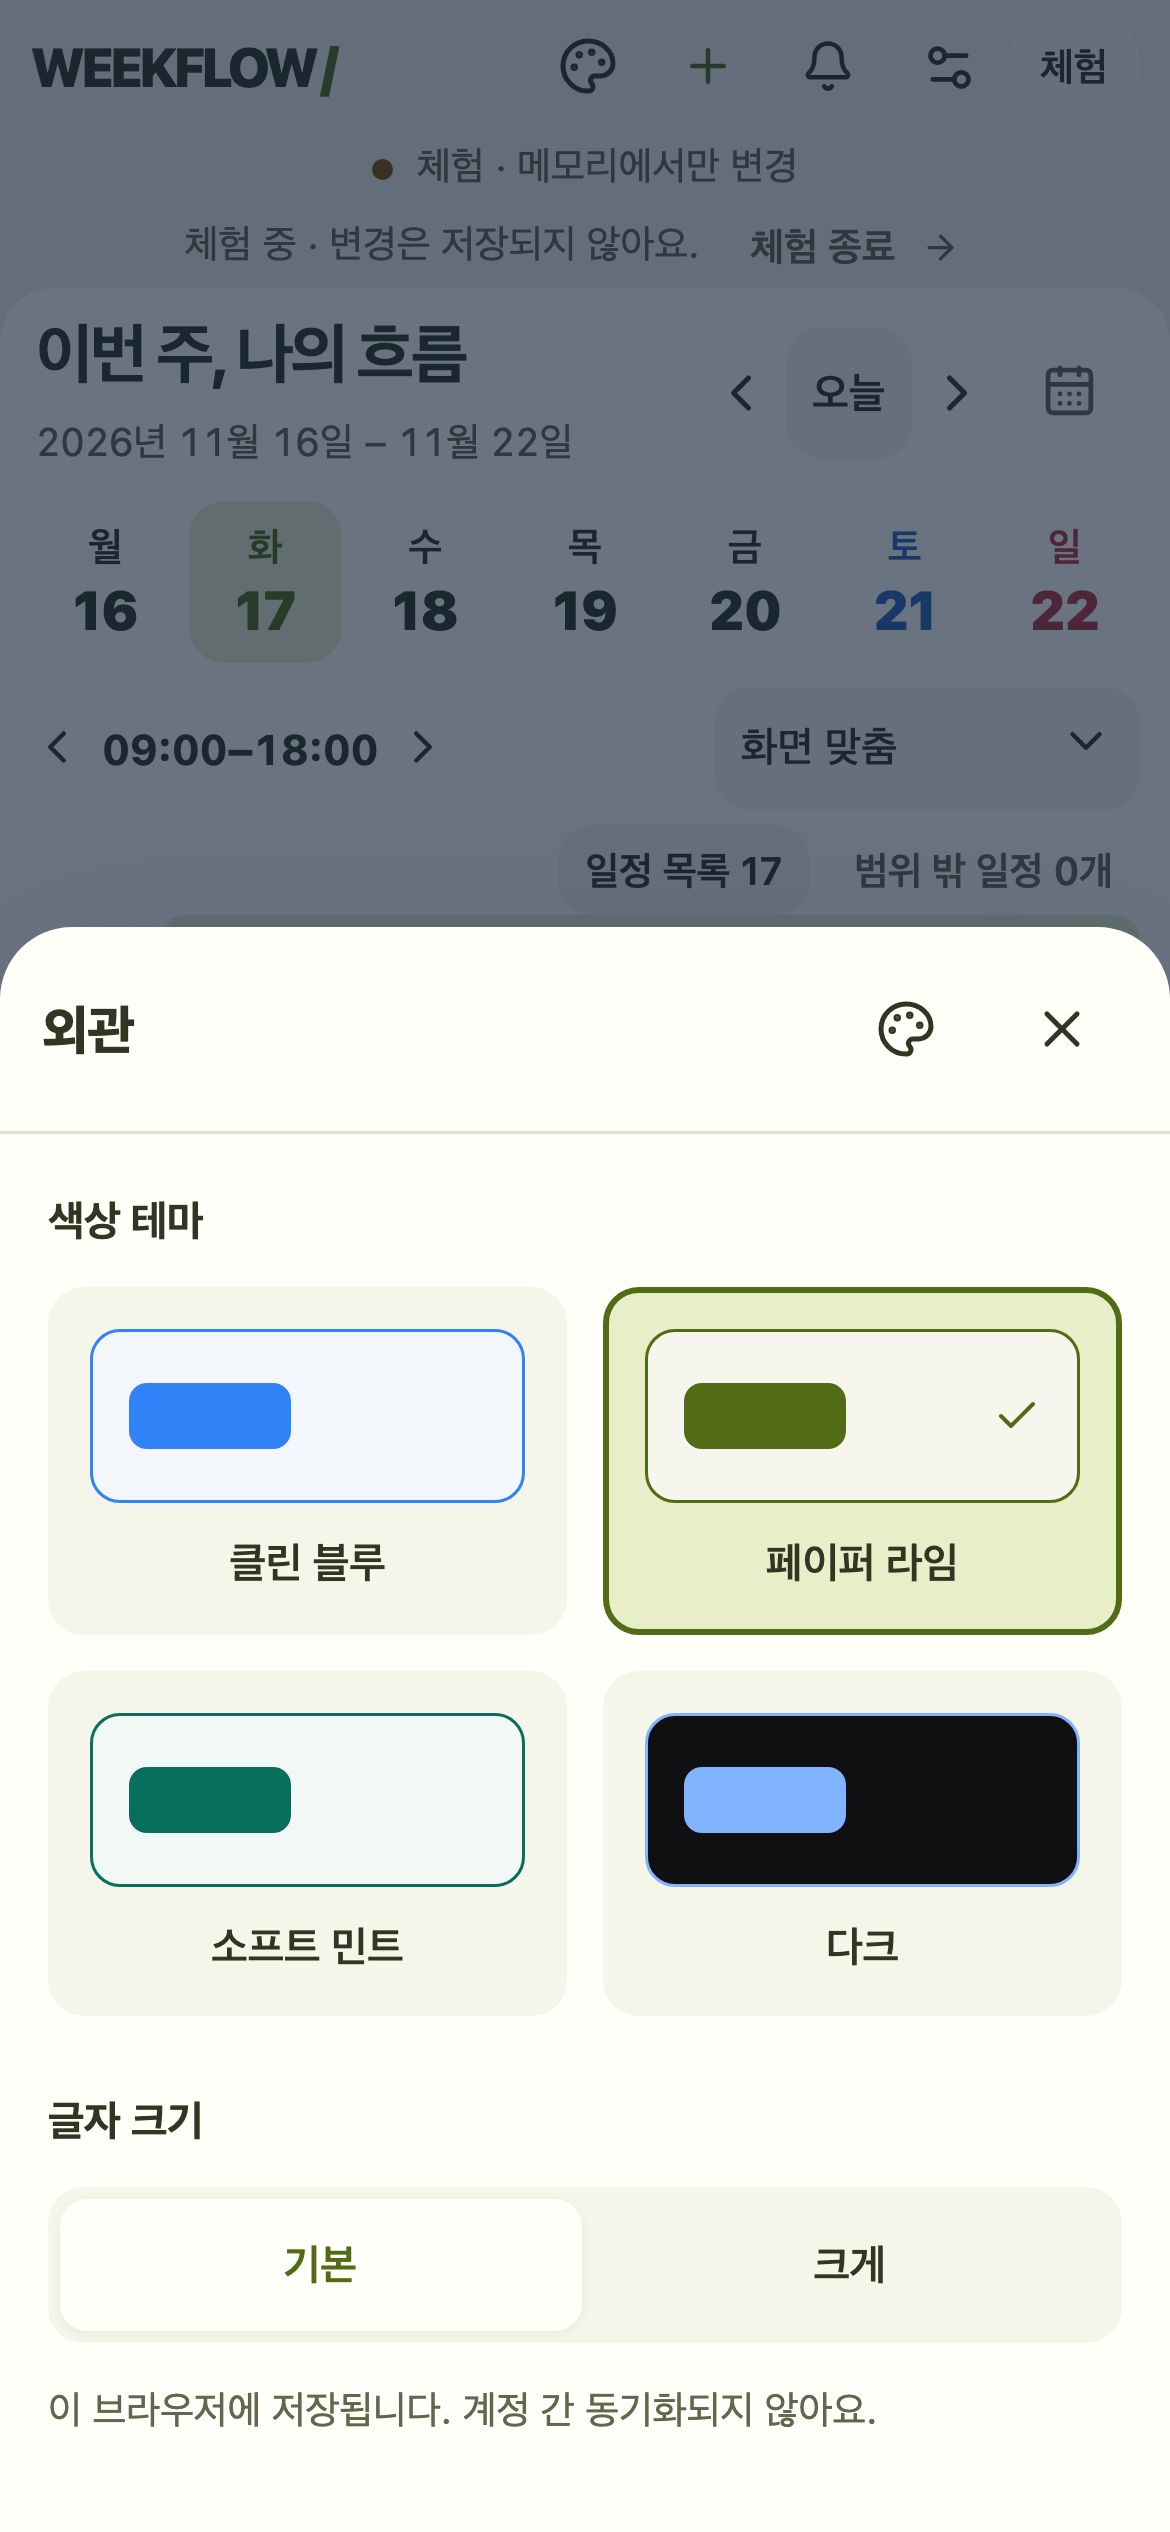 WEEKFLOW/
체험
체험 · 메모리에서만 변경
체험 중 · 변경은 저장되지 않아요. 체험 종료 →
이번 주, 나의 흐름
오늘
2026년 11월 16일 – 11월 22일
월 화 수 목 금 토 일
16 17 18 19 20 21 22
09:00–18:00
화면 맞춤
일정 목록 17 범위 밖 일정 0개
외관
색상 테마
클린 블루 페이퍼 라임
소프트 민트 다크
글자 크기
기본 크게
이 브라우저에 저장됩니다. 계정 간 동기화되지 않아요.